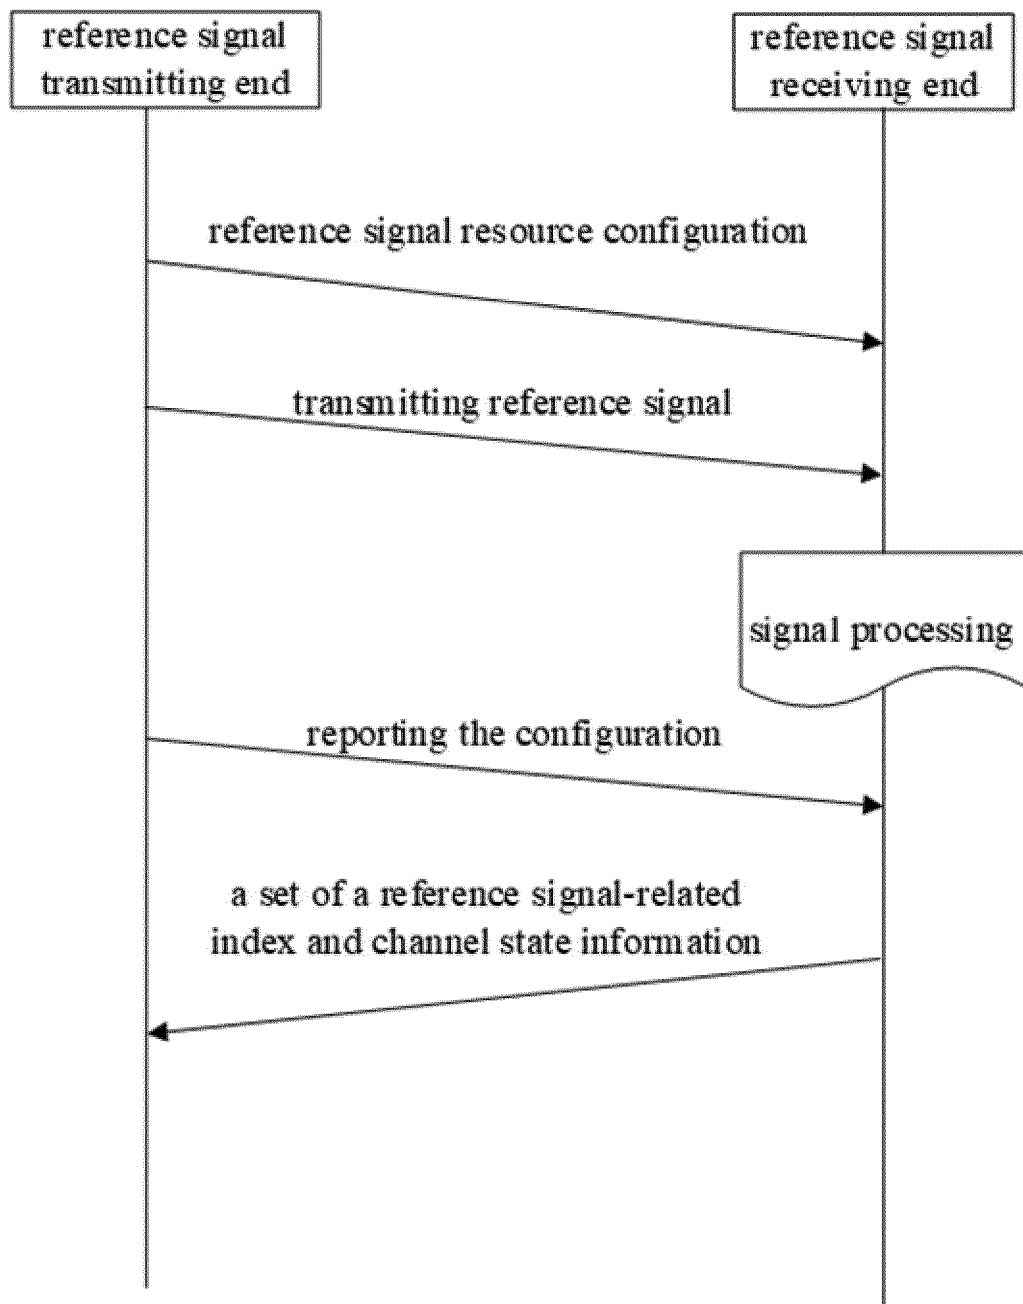 reference signal
transmitting end
reference signal
receiving end
reference signal resource configuration
transmitting reference signal
signal processing
reporting the configuration
a set of a reference signal-related
index and channel state information